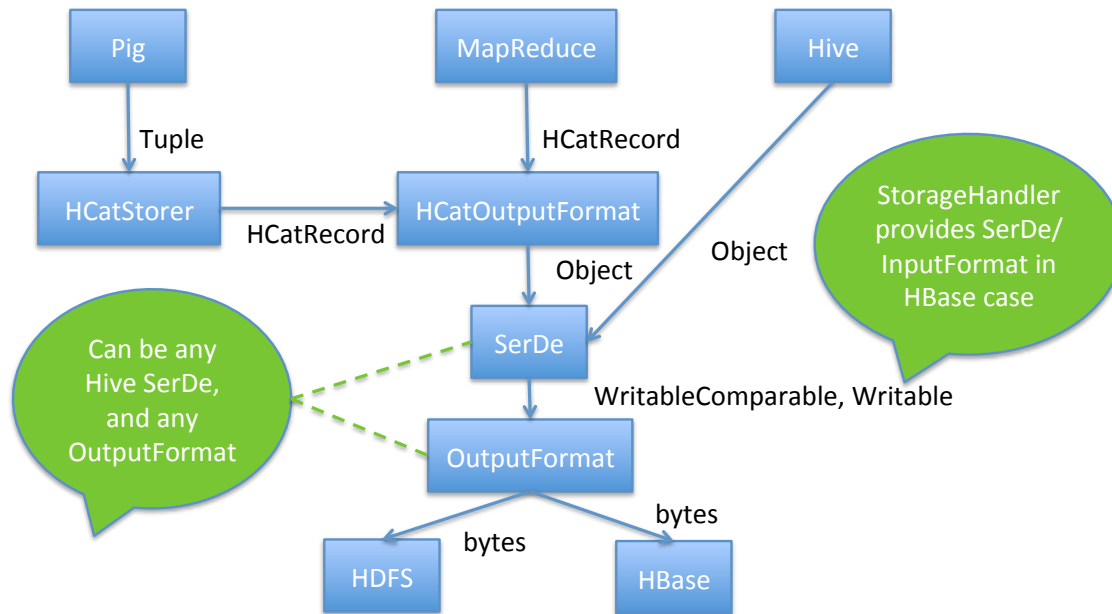 Pig
MapReduce
Hive
Tuple
HCatRecord
HCatStorer
HCatOutputFormat
HCatRecord
StorageHandler
provides SerDe/
InputFormat in
HBase case
Object
Object
SerDe
Can be any
Hive SerDe,
and any
OutputFormat
WritableComparable, Writable
OutputFormat
bytes
bytes
HDFS
HBase